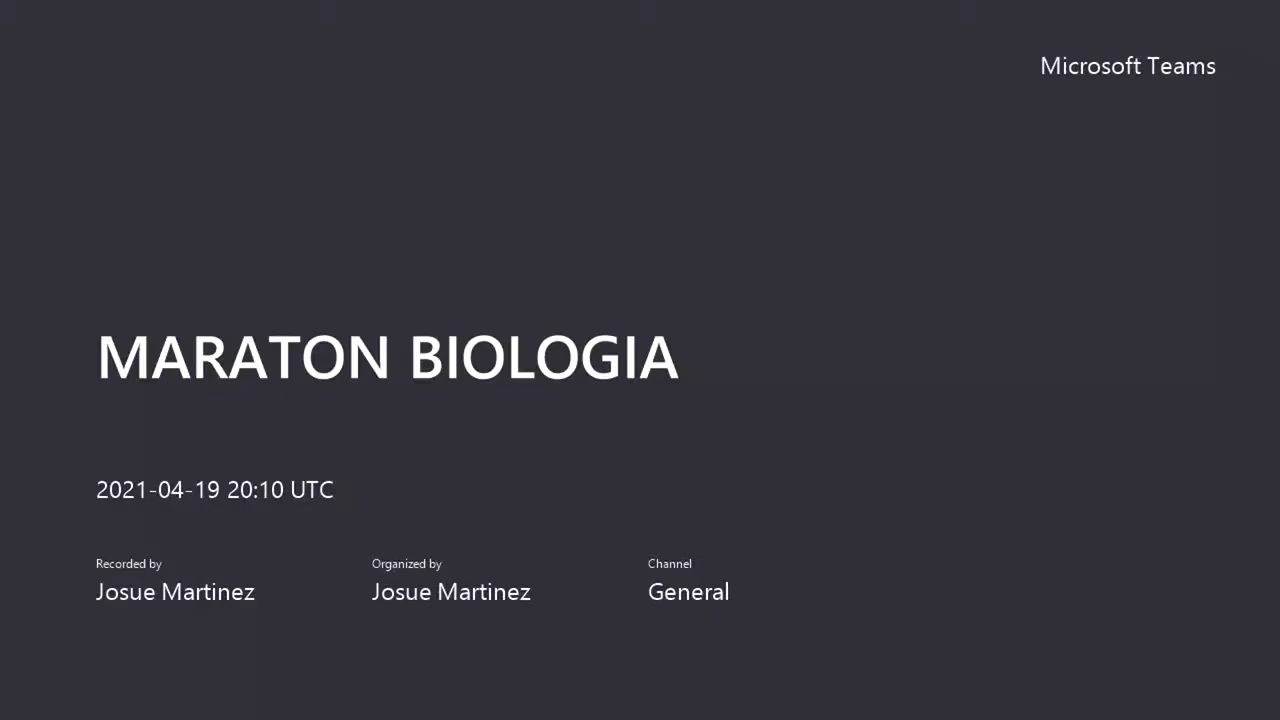 Microsoft Teams
MARATON BIOLOGIA
2021-04-19 20:10 UTC
Recorded by
Josue Martinez
Organized by
Josue Martinez
Channel
General